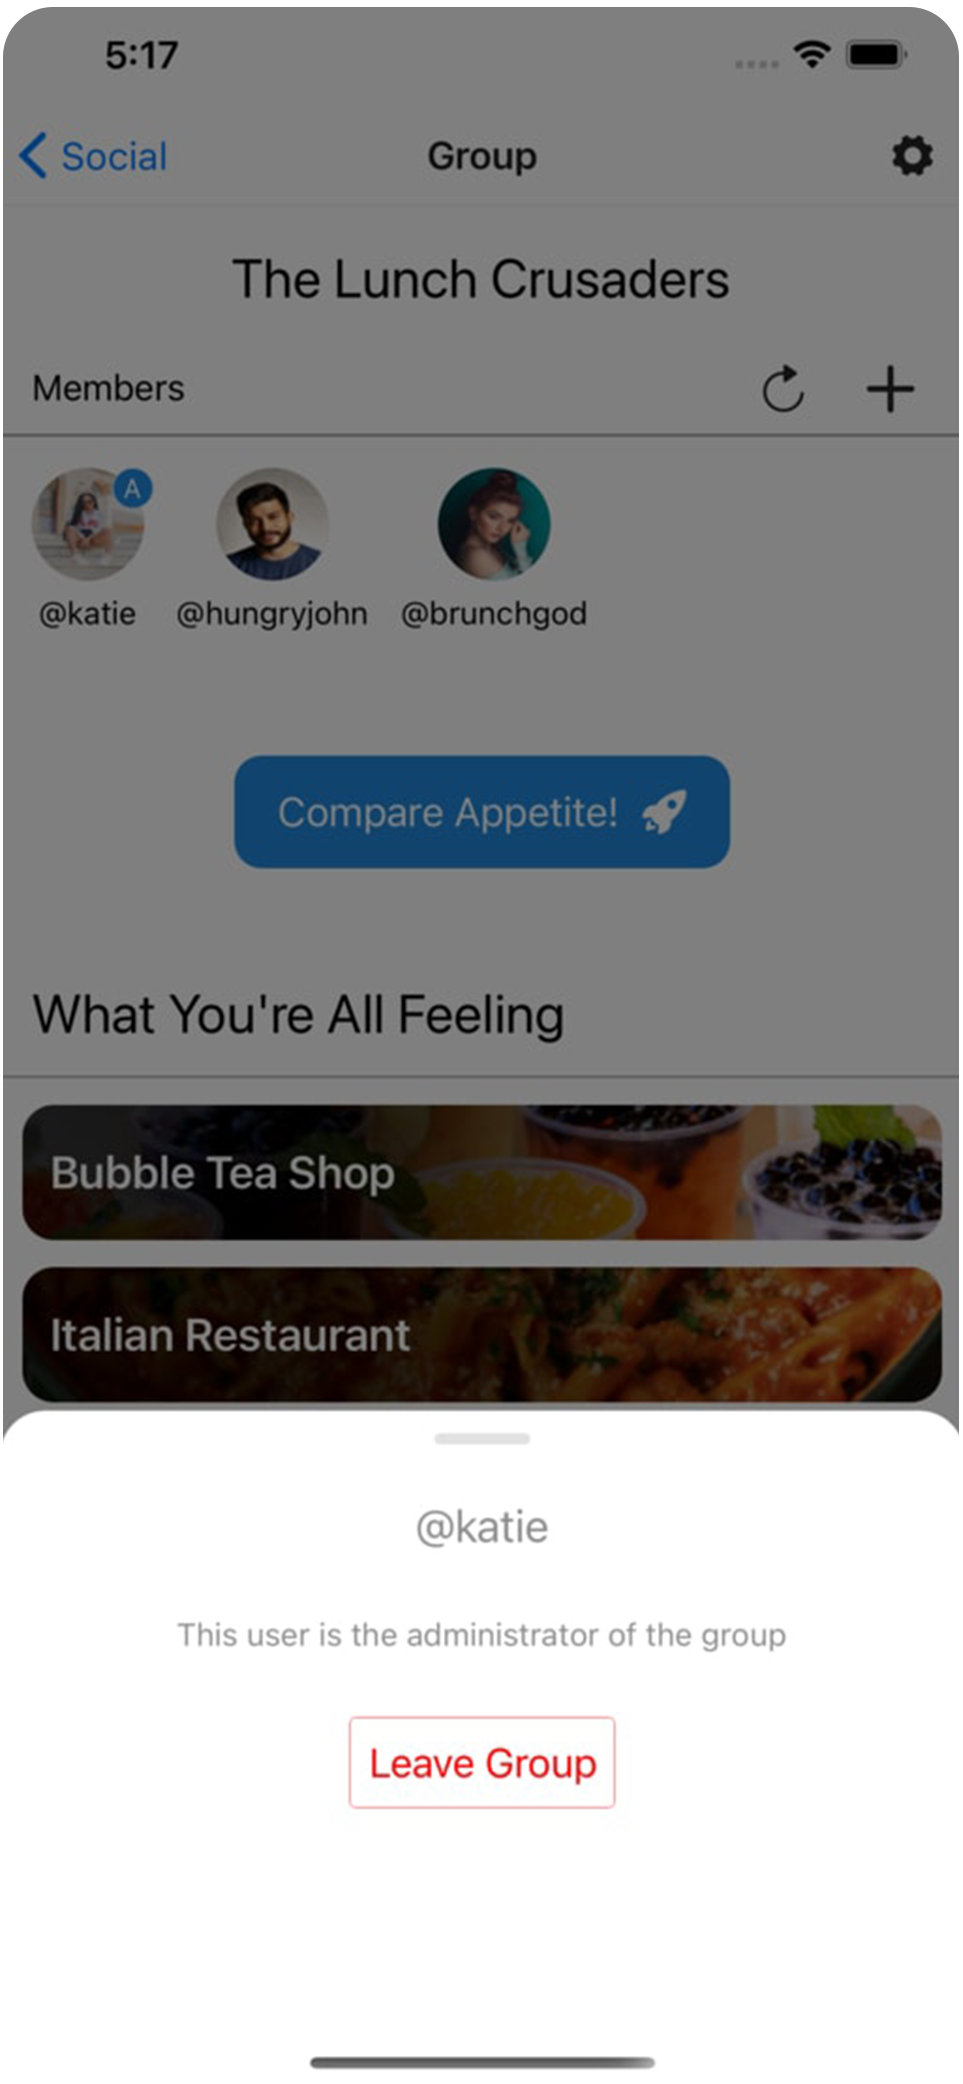 5:17
Social
Group
The Lunch Crusaders
Members
A
@katie
@hungryjohn
@brunchgod
Compare Appetite!
What You're All Feeling
Bubble Tea Shop
Italian Restaurant
@katie
This user is the administrator of the group
Leave Group